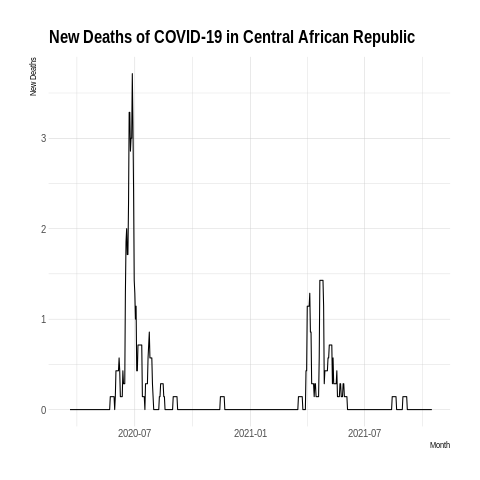 New Deaths of COVID-19 in Central African Republic
New Deaths
3
2
1
0
2020-07 2021-01 2021-07
Month